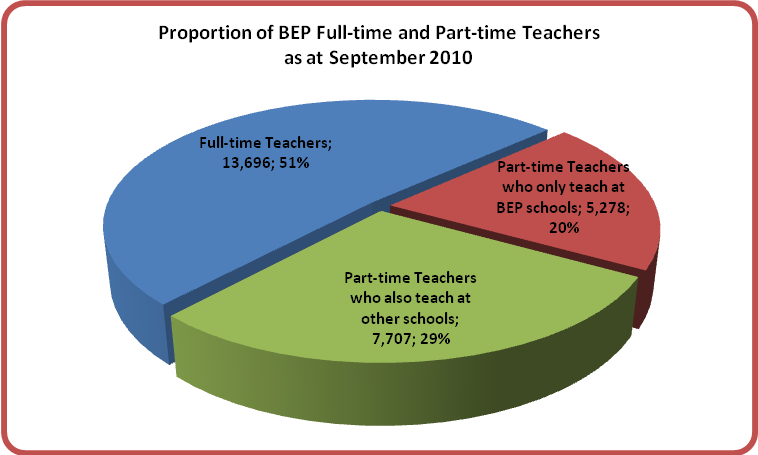 Proportion of BEP Full-time and Part-time Teachers
as at September 2010
Full-time Teachers;
13,696; 51%
Part-time Teachers
who only teach at
BEP schools; 5,278;
20%
Part-time Teachers
who also teach at
other schools;
7,707; 29%